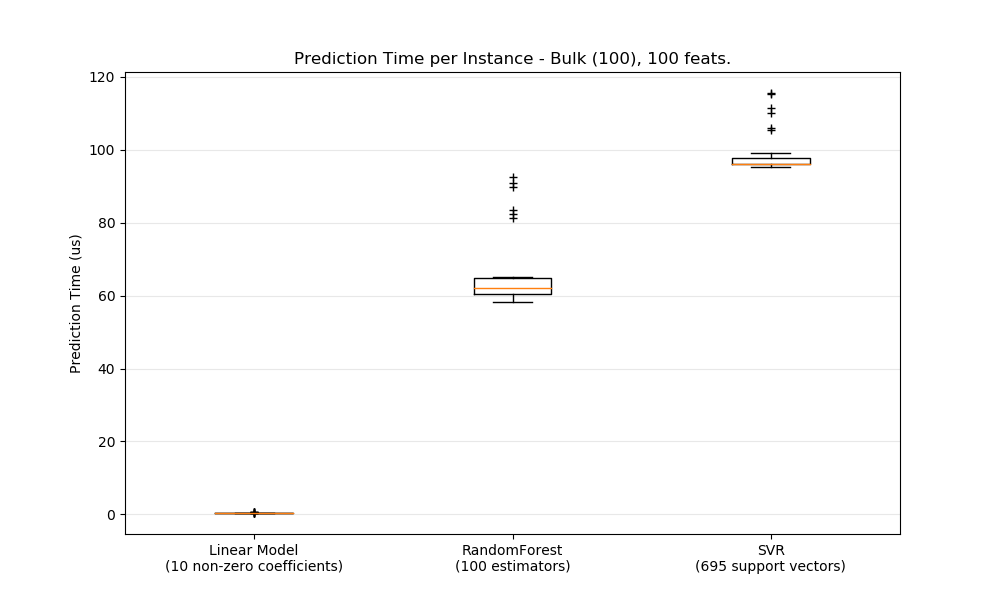 Prediction Time per Instance - Bulk (100), 100 feats.
120
100
80
60
40
20
0
Prediction Time (us)
Linear Model
(10 non-zero coefficients)
RandomForest
(100 estimators)
SVR
(695 support vectors)